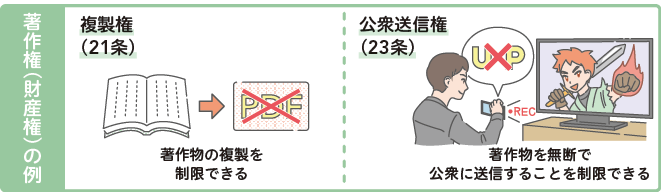 著作権（財産権）の例
複製権
（21条）
PDF
著作物の複製を
制限できる
公衆送信権
（23条）
UP
●REC
著作物を無断で
公衆に送信することを制限できる